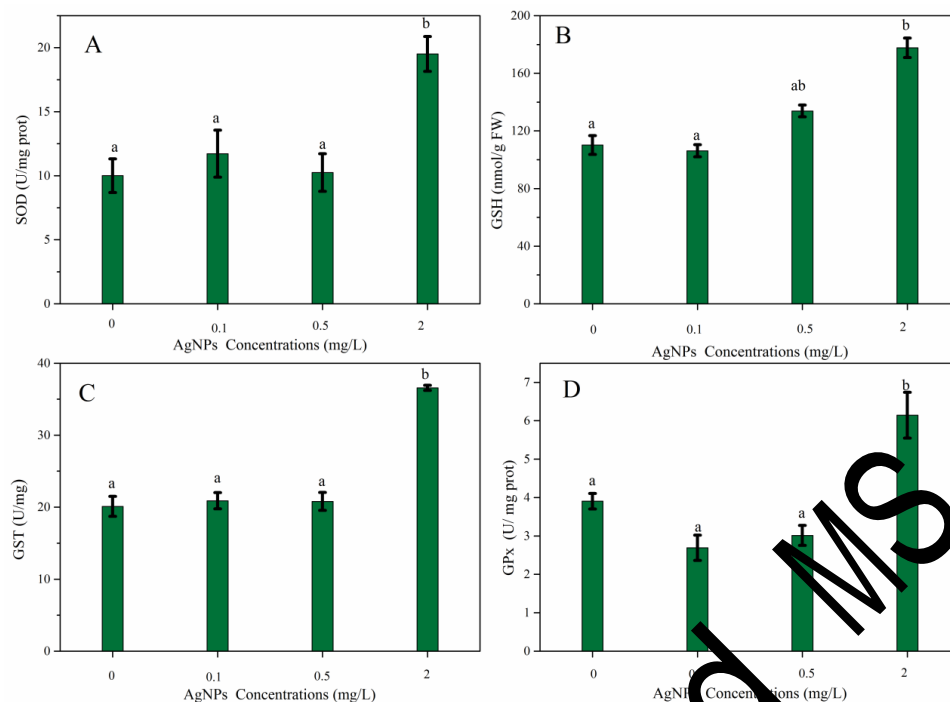 A
SOD (U/mg prot)
20
15
10
5
0
a
a
a
b
0
0.1
0.5
2
AgNPs Concentrations (mg/L)
B
GSH (nmol/g FW)
200
160
120
80
40
0
a
a
ab
b
0
0.1
0.5
2
AgNPs Concentrations (mg/L)
C
GST (U/mg)
40
30
20
10
0
a
a
a
b
0
0.1
0.5
2
AgNPs Concentrations (mg/L)
D
GPx (U/ mg prot)
7
6
5
4
3
2
1
0
a
a
a
b
0
0.5
2
Concentrations (mg/L)
d MS